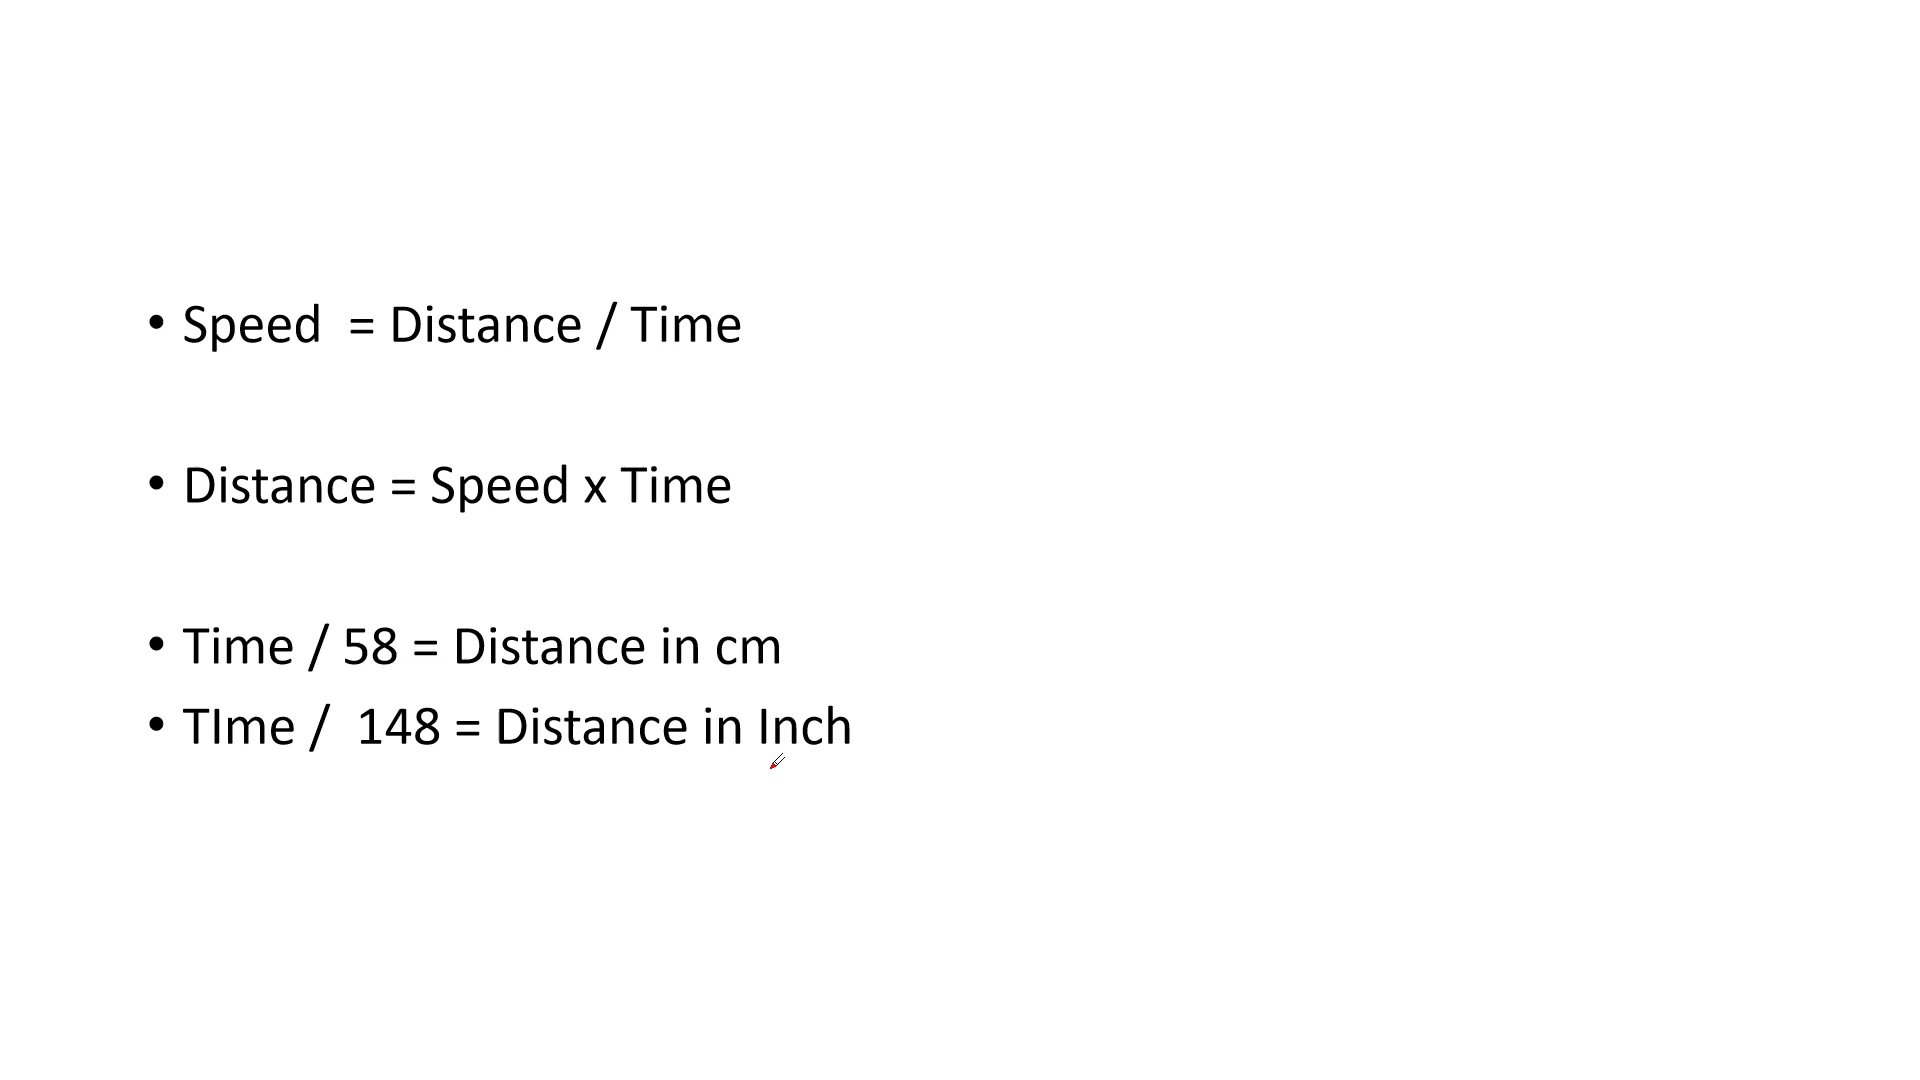 • Speed  = Distance / Time
• Distance = Speed x Time
• Time / 58 = Distance in cm
• TIme /  148 = Distance in Inch